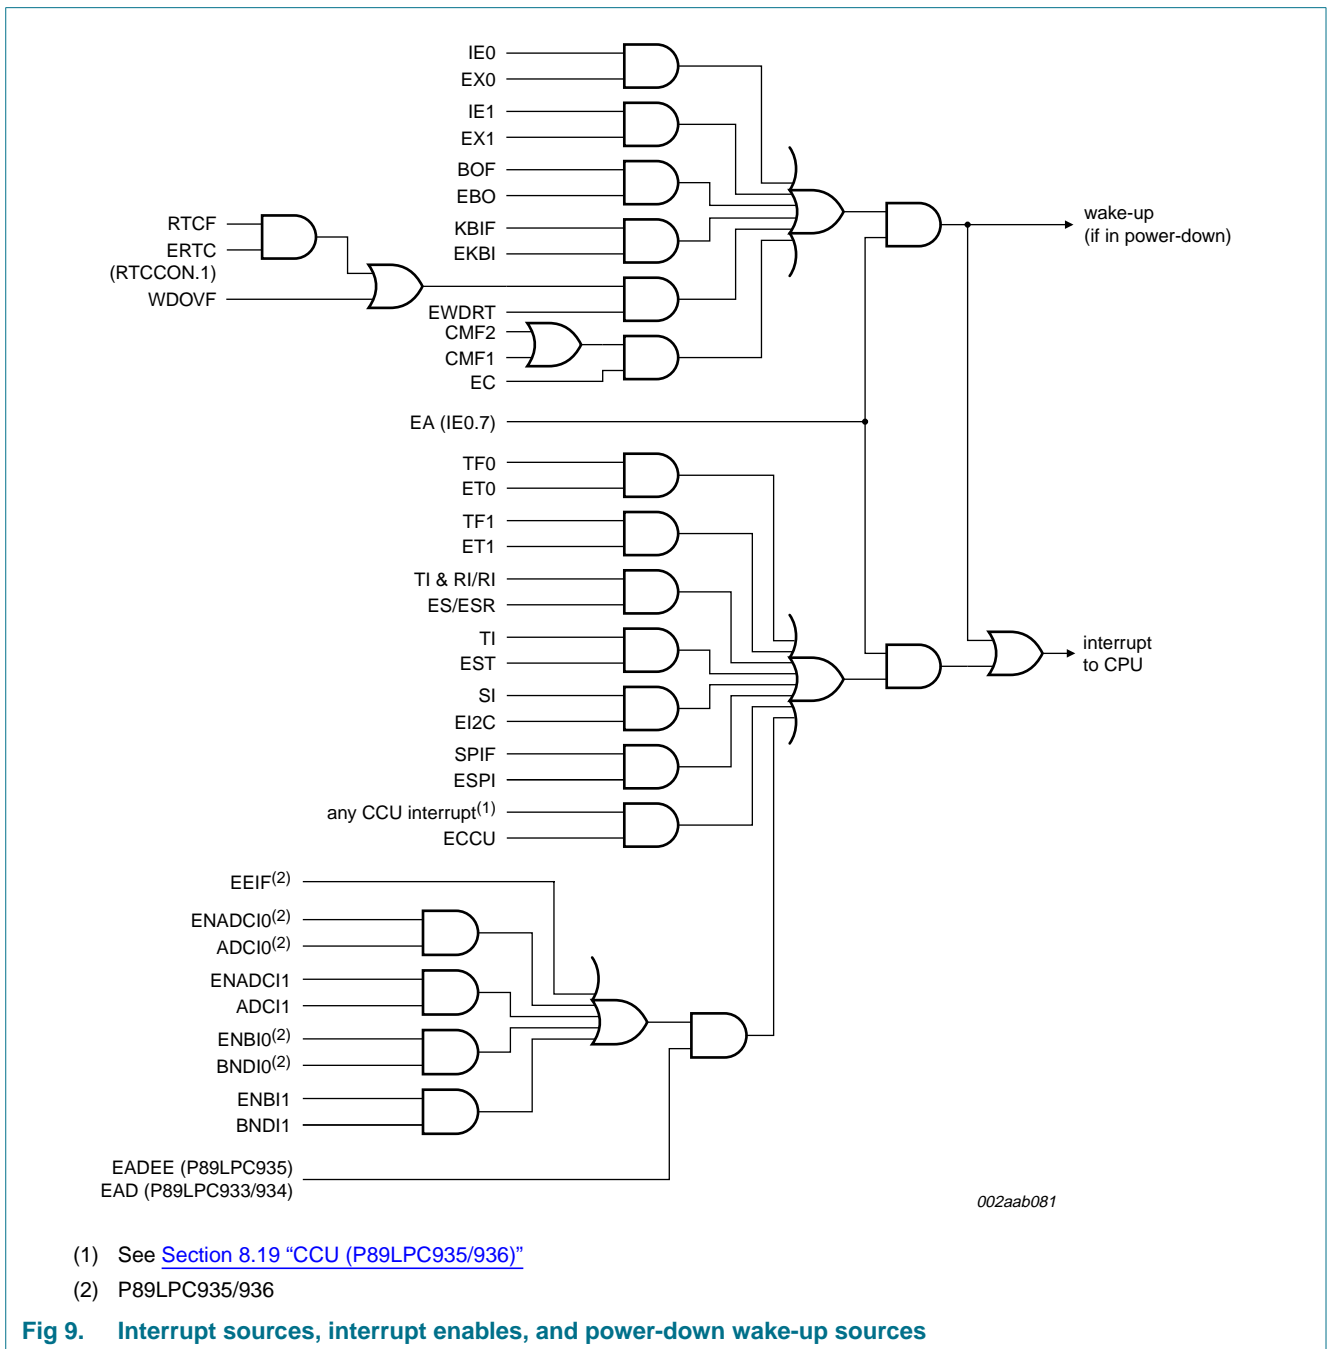 IE0
EX0
IE1
EX1
BOF
EBO
RTCF
ERTC
(RTCCON.1)
WDOVF
KBIF
EKBI
EWDRT
CMF2
CMF1
EC
wake-up
(if in power-down)
EA (IE0.7)
TF0
ET0
TF1
ET1
TI & RI/RI
ES/ESR
TI
EST
interrupt
to CPU
SI
EI2C
SPIF
ESPI
any CCU interrupt(1)
ECCU
EEIF(2)
ENADCI0(2)
ADCI0(2)
ENADCI1
ADCI1
ENBI0(2)
BNDI0(2)
ENBI1
BNDI1
EADEE (P89LPC935)
EAD (P89LPC933/934)
002aab081
(1) See Section 8.19 “CCU (P89LPC935/936)”
(2) P89LPC935/936
Fig 9. Interrupt sources, interrupt enables, and power-down wake-up sources